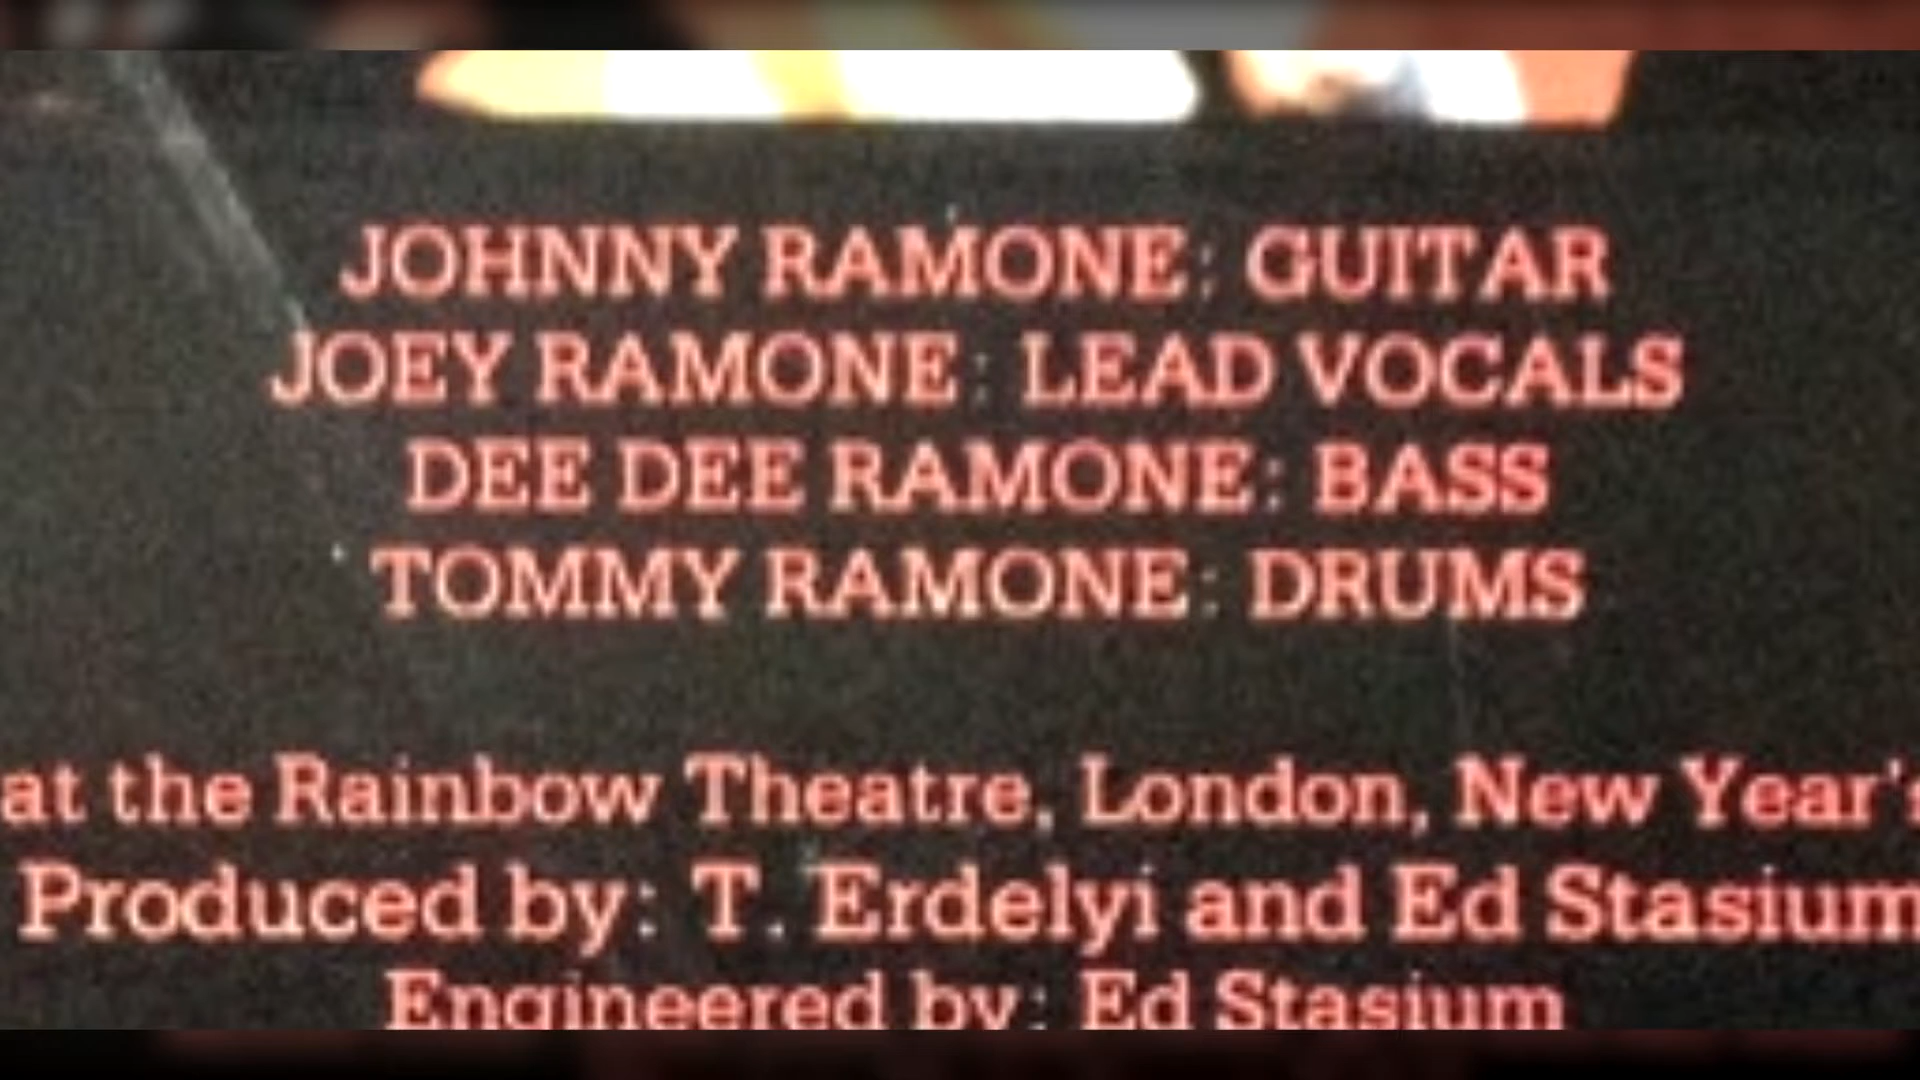 JOHNNY RAMONE: GUITAR
JOEY RAMONE: LEAD VOCALS
DEE DEE RAMONE: BASS
TOMMY RAMONE: DRUMS
at the Rainbow Theatre, London, New Year's
Produced by: T. Erdelyi and Ed Stasium
Engineered by: Ed Stasium